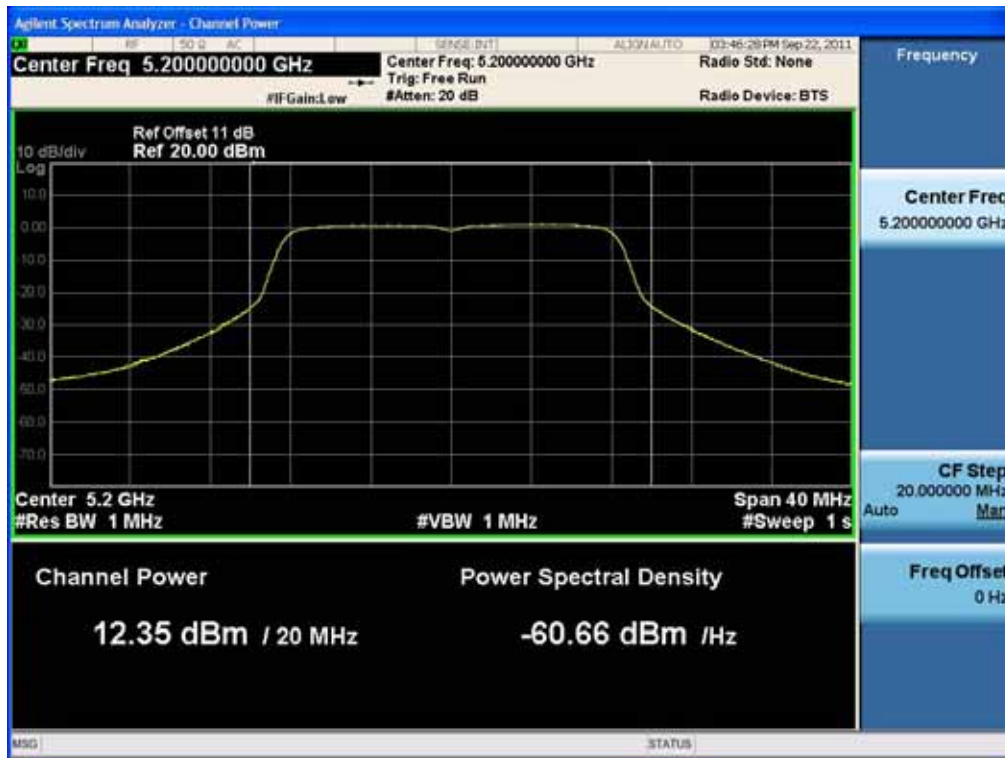 Agilent Spectrum Analyzer - Channel Power
RF 50 Ω AC SENSE:INT ALIGN AUTO 03:46:28 PM Sep 22, 2011
Center Freq 5.200000000 GHz
Center Freq: 5.200000000 GHz
Radio Std: None
Trig: Free Run
#IFGain:Low
#Atten: 20 dB
Radio Device: BTS
Ref Offset 11 dB
10 dB/div
Ref 20.00 dBm
Log
10.0
0.00
-10.0
-20.0
-30.0
-40.0
-50.0
-60.0
-70.0
Center 5.2 GHz
Span 40 MHz
#Res BW 1 MHz
#VBW 1 MHz
#Sweep 1 s
Channel Power
Power Spectral Density
12.35 dBm / 20 MHz
-60.66 dBm /Hz
MSG
STATUS
Frequency
Center Freq
5.200000000 GHz
CF Step
20.000000 MHz
Auto Man
Freq Offset
0 Hz